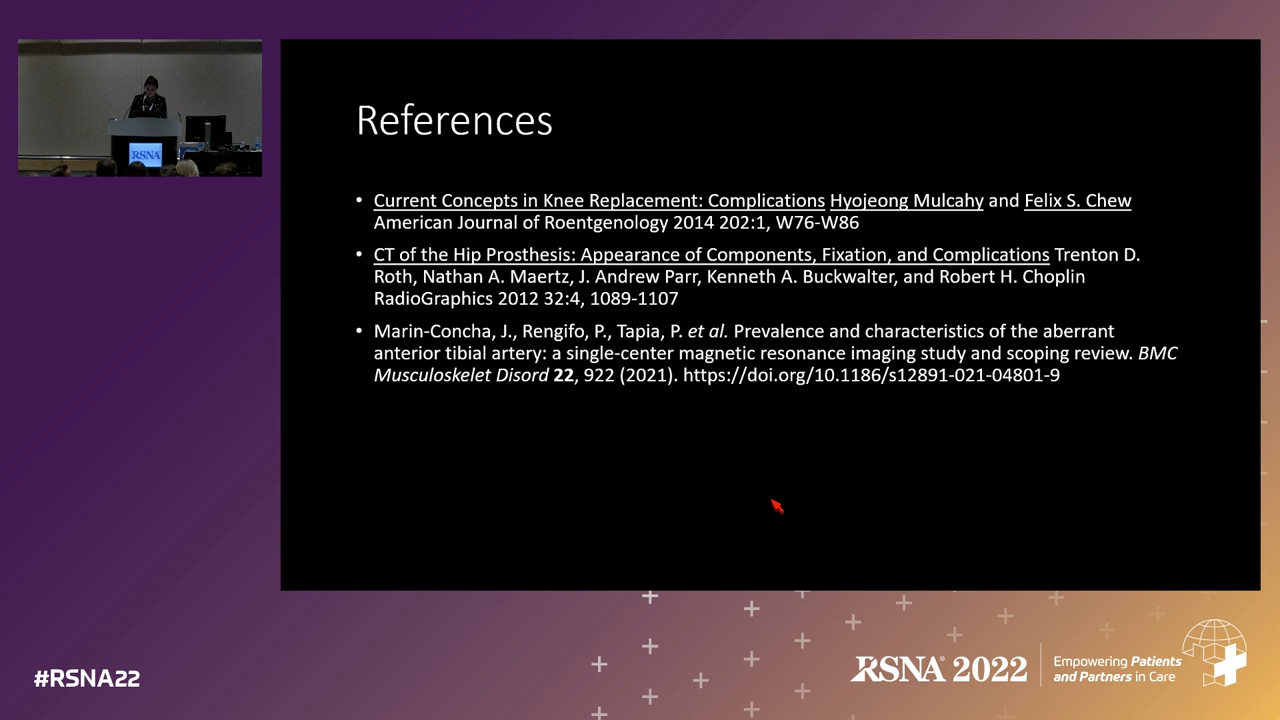 RSNA
References
• Current Concepts in Knee Replacement: Complications Hyojeong Mulcahy and Felix S. Chew
American Journal of Roentgenology 2014 202:1, W76-W86
• CT of the Hip Prosthesis: Appearance of Components, Fixation, and Complications Trenton D.
Roth, Nathan A. Maertz, J. Andrew Parr, Kenneth A. Buckwalter, and Robert H. Choplin
RadioGraphics 2012 32:4, 1089-1107
• Marin-Concha, J., Rengifo, P., Tapia, P. et al. Prevalence and characteristics of the aberrant
anterior tibial artery: a single-center magnetic resonance imaging study and scoping review. BMC
Musculoskelet Disord 22, 922 (2021). https://doi.org/10.1186/s12891-021-04801-9
#RSNA22
RSNA® 2022
Empowering Patients
and Partners in Care